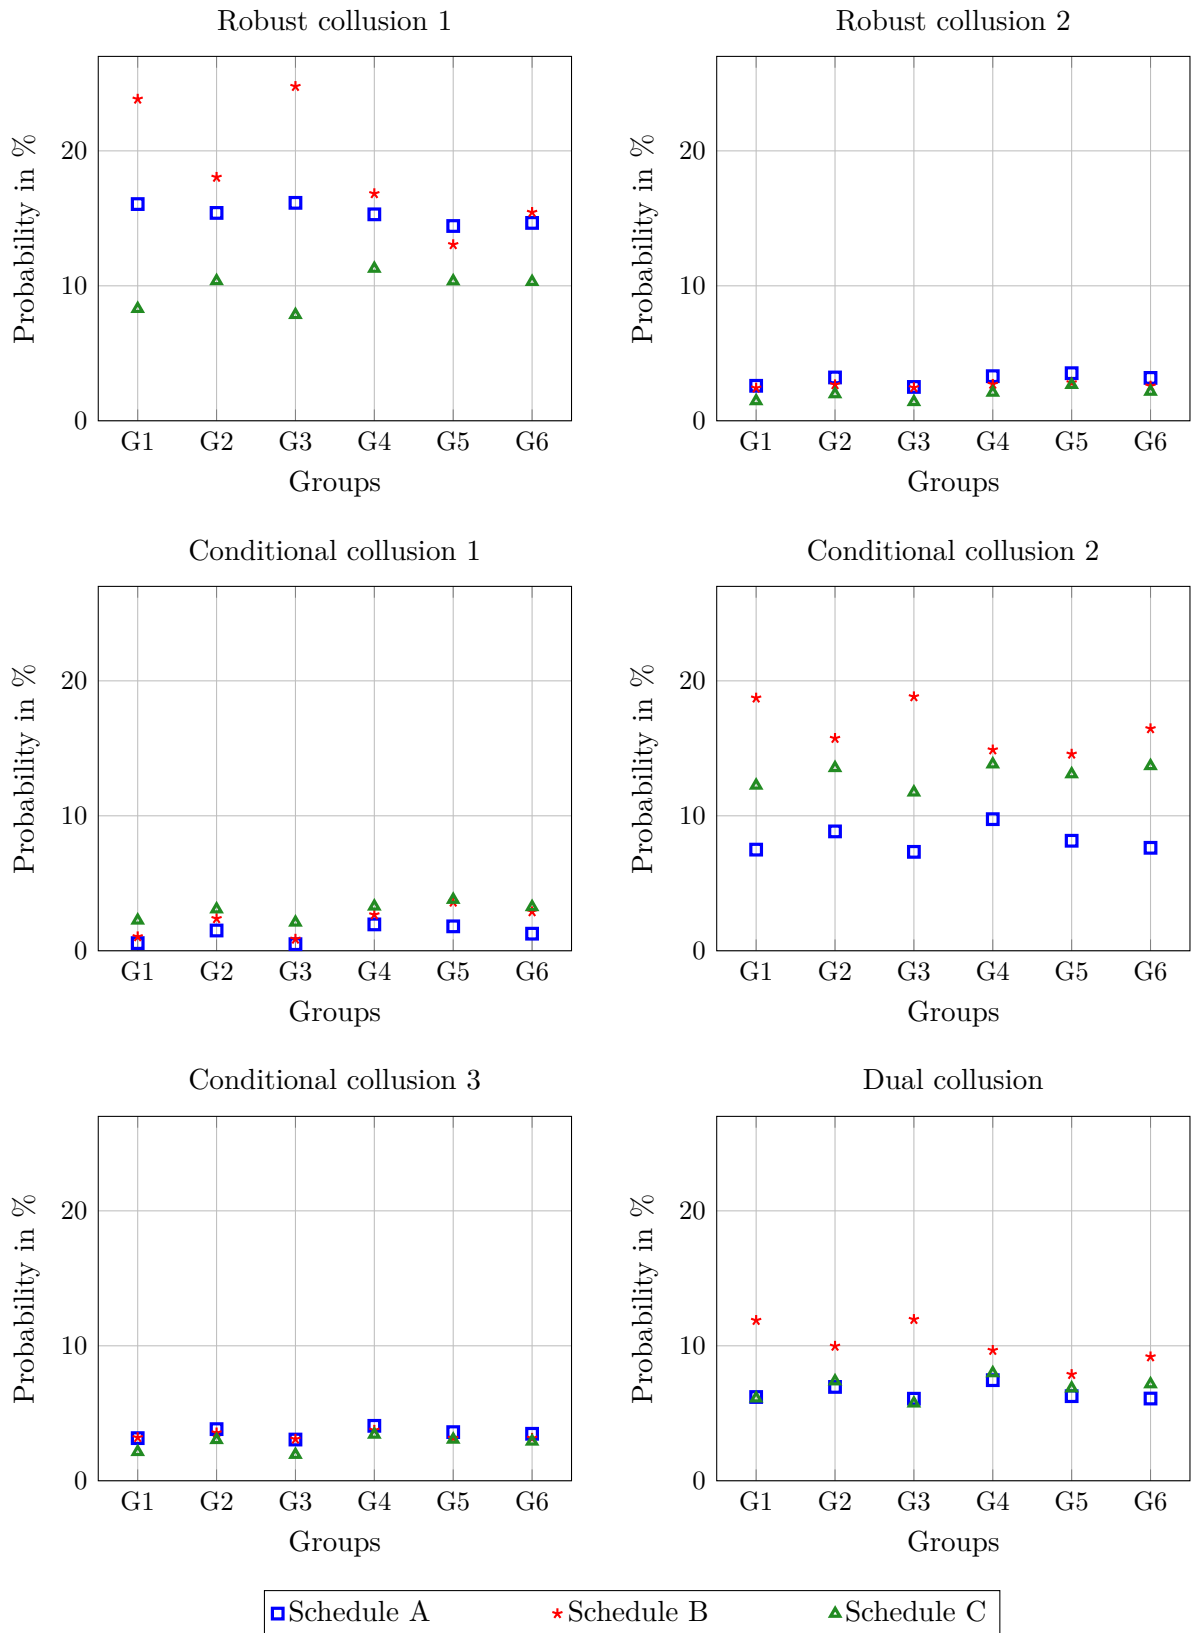 Robust collusion 1
Robust collusion 2
Probability in %
20
10
0
G1 G2 G3 G4 G5 G6
Groups
Probability in %
20
10
0
G1 G2 G3 G4 G5 G6
Groups
Conditional collusion 1
Conditional collusion 2
Probability in %
20
10
0
G1 G2 G3 G4 G5 G6
Groups
Probability in %
20
10
0
G1 G2 G3 G4 G5 G6
Groups
Conditional collusion 3
Dual collusion
Probability in %
20
10
0
G1 G2 G3 G4 G5 G6
Groups
Probability in %
20
10
0
G1 G2 G3 G4 G5 G6
Groups
Schedule A Schedule B Schedule C